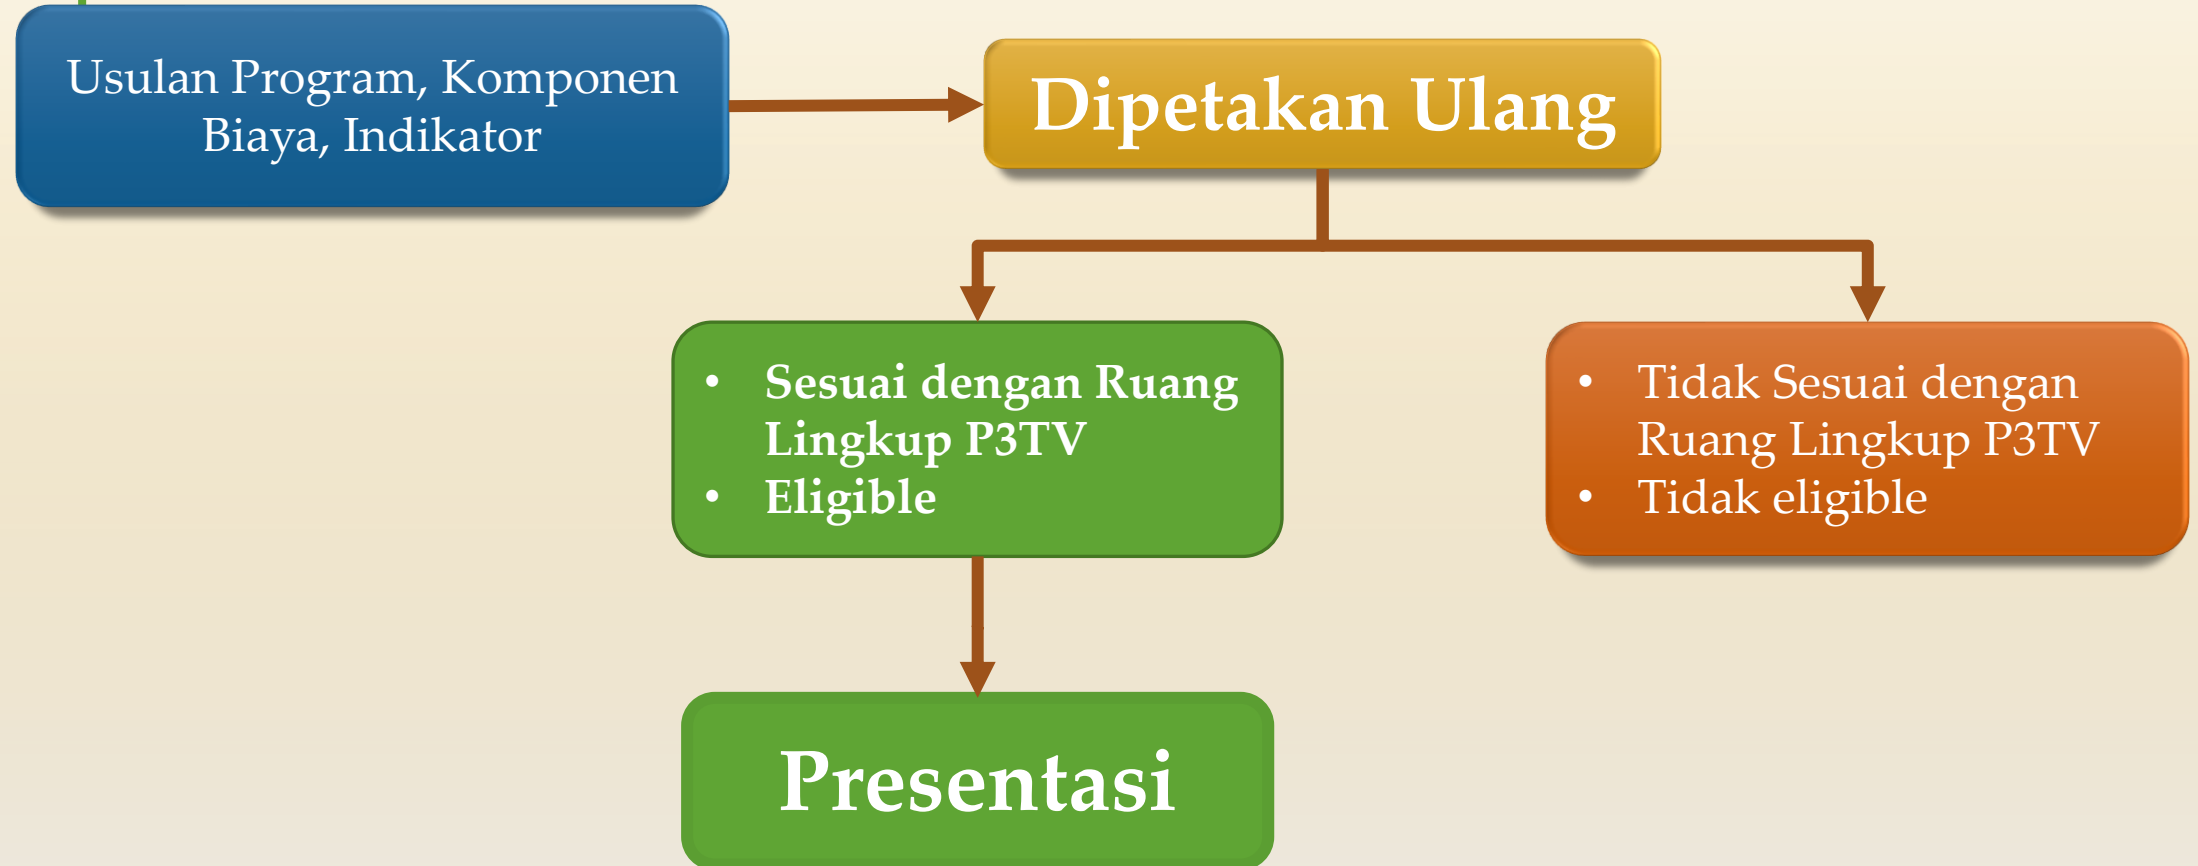 Usulan Program, Komponen
Biaya, Indikator
Dipetakan Ulang
• Sesuai dengan Ruang
Lingkup P3TV
• Eligible
• Tidak Sesuai dengan
Ruang Lingkup P3TV
• Tidak eligible
Presentasi